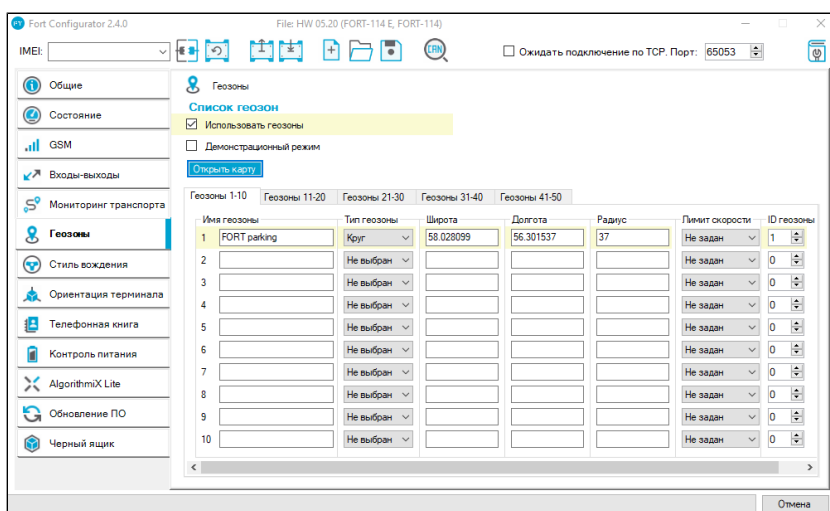 Fort Configurator 2.4.0 File: HW 05.20 (FORT-114 E, FORT-114)
IMEI: CAN Ожидать подключение по TCP. Порт: 65053
Общие
Состояние
GSM
Входы-выходы
Мониторинг транспорта
Геозоны
Стиль вождения
Ориентация терминала
Телефонная книга
Контроль питания
AlgorithmiX Lite
Обновление ПО
Черный ящик
Геозоны
Список геозон
Использовать геозоны
Демонстрационный режим
Открыть карту
Геозоны 1-10 Геозоны 11-20 Геозоны 21-30 Геозоны 31-40 Геозоны 41-50
Имя геозоны Тип геозоны Широта Долгота Радиус Лимит скорости ID геозоны
1 FORT parking Круг 58.028099 56.301537 37 Не задан 1
2 Не выбран Не задан 0
3 Не выбран Не задан 0
4 Не выбран Не задан 0
5 Не выбран Не задан 0
6 Не выбран Не задан 0
7 Не выбран Не задан 0
8 Не выбран Не задан 0
9 Не выбран Не задан 0
10 Не выбран Не задан 0
Отмена